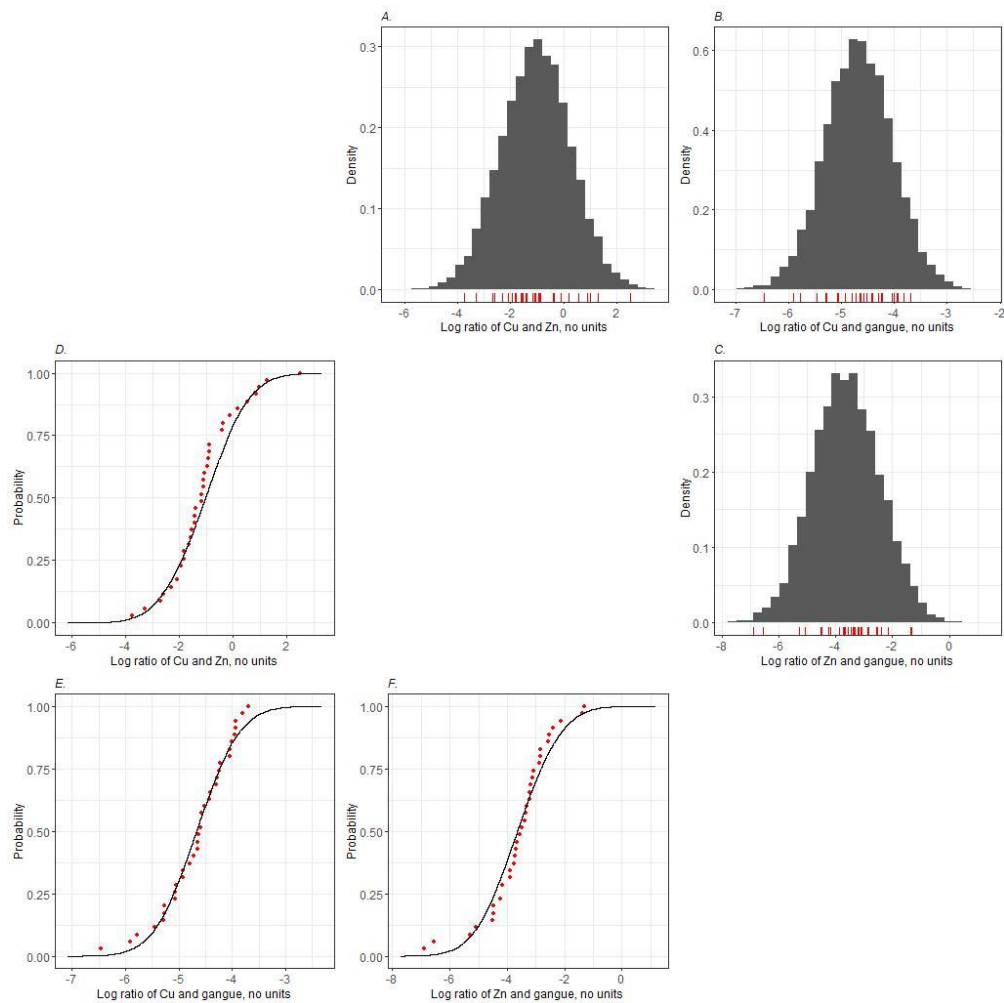 A.
0.3
0.2
0.1
0.0
Density
-6 -4 -2 0 2
Log ratio of Cu and Zn, no units
B.
0.6
0.4
0.2
0.0
Density
-7 -6 -5 -4 -3 -2
Log ratio of Cu and gangue, no units
C.
0.3
0.2
0.1
0.0
Density
-8 -6 -4 -2 0
Log ratio of Zn and gangue, no units
D.
1.00
0.75
0.50
0.25
0.00
Probability
-6 -4 -2 0 2
Log ratio of Cu and Zn, no units
E.
1.00
0.75
0.50
0.25
0.00
Probability
-7 -6 -5 -4 -3
Log ratio of Cu and gangue, no units
F.
1.00
0.75
0.50
0.25
0.00
Probability
-8 -6 -4 -2 0
Log ratio of Zn and gangue, no units